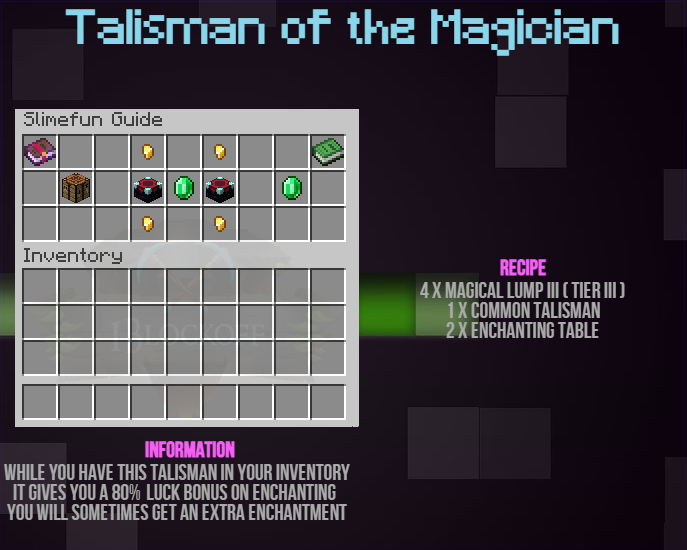 Talisman of the Magician
Slimefun Guide
Inventory
BLOCKOFF
RECIPE
4 X MAGICAL LUMP III ( TIER III )
1 X COMMON TALISMAN
2 X ENCHANTING TABLE
INFORMATION
WHILE YOU HAVE THIS TALISMAN IN YOUR INVENTORY
IT GIVES YOU A 80% LUCK BONUS ON ENCHANTING
YOU WILL SOMETIMES GET AN EXTRA ENCHANTMENT